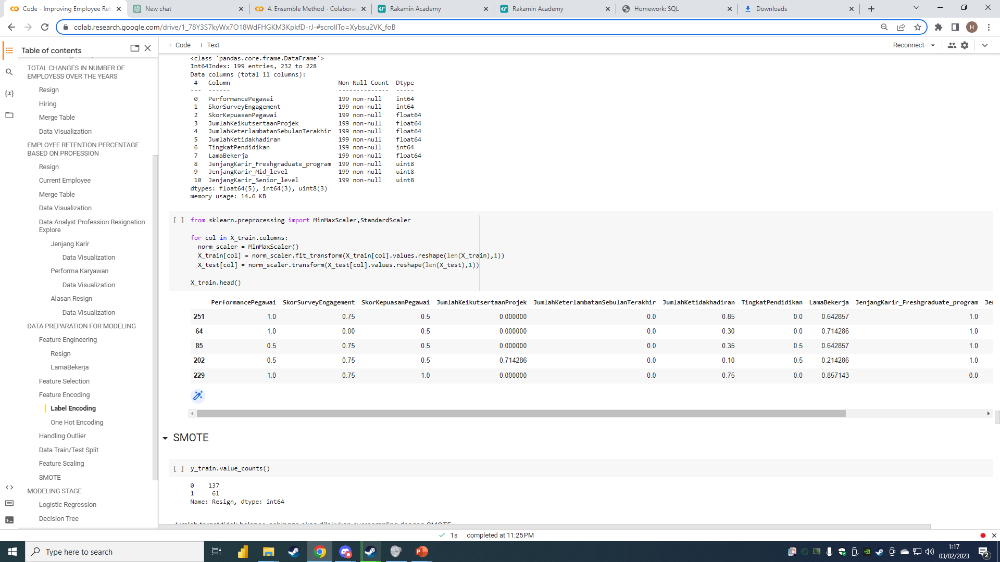 Code - Improving Employee Ret
New chat
4. Ensemble Method - Colaborat
Rakamin Academy
Rakamin Academy
Homework: SQL
Downloads
colab.research.google.com/drive/1_78Y3S7kyWx7O18WdFHGKM3KpkfD-rJ-#scrollTo=Xybsu2VK_foB
H
Table of contents
TOTAL CHANGES IN NUMBER OF
EMPLOYESS OVER THE YEARS
Resign
Hiring
Merge Table
Data Visualization
EMPLOYEE RETENTION PERCENTAGE
BASED ON PROFESSION
Resign
Current Employee
Merge Table
Data Visualization
Data Analyst Profession Resignation
Explore
Jenjang Karir
Data Visualization
Performa Karyawan
Data Visualization
Alasan Resign
Data Visualization
DATA PREPARATION FOR MODELING
Feature Engineering
Resign
LamaBekerja
Feature Selection
Feature Encoding
Label Encoding
One Hot Encoding
Handling Outlier
Data Train/Test Split
Feature Scaling
SMOTE
MODELING STAGE
Logistic Regression
Decision Tree
+ Code + Text
Reconnect
<class 'pandas.core.frame.DataFrame'>
Int64Index: 199 entries, 232 to 228
Data columns (total 11 columns):
# Column Non-Null Count Dtype
--- ------ -------------- -----
0 PerformancePegawai 199 non-null int64
1 SkorSurveyEngagement 199 non-null int64
2 SkorKepuasanPegawai 199 non-null float64
3 JumlahKeikutsertaanProjek 199 non-null float64
4 JumlahKeterlambatanSebulanTerakhir 199 non-null float64
5 JumlahKetidakhadiran 199 non-null float64
6 TingkatPendidikan 199 non-null int64
7 LamaBekerja 199 non-null float64
8 JenjangKarir_Freshgraduate_program 199 non-null uint8
9 JenjangKarir_Mid_level 199 non-null uint8
10 JenjangKarir_Senior_level 199 non-null uint8
dtypes: float64(5), int64(3), uint8(3)
memory usage: 14.6 KB
[ ] from sklearn.preprocessing import MinMaxScaler,StandardScaler
for col in X_train.columns:
norm_scaler = MinMaxScaler()
X_train[col] = norm_scaler.fit_transform(X_train[col].values.reshape(len(X_train),1))
X_test[col] = norm_scaler.transform(X_test[col].values.reshape(len(X_test),1))
X_train.head()
PerformancePegawai SkorSurveyEngagement SkorKepuasanPegawai JumlahKeikutsertaanProjek JumlahKeterlambatanSebulanTerakhir JumlahKetidakhadiran TingkatPendidikan LamaBekerja JenjangKarir_Freshgraduate_program Je
251 1.0 0.75 0.5 0.000000 0.0 0.85 0.0 0.642857 1.0
64 1.0 0.00 0.5 0.000000 0.0 0.30 0.0 0.714286 1.0
85 0.5 0.75 0.5 0.000000 0.0 0.35 0.5 0.642857 1.0
202 0.5 0.75 0.5 0.714286 0.0 0.10 0.5 0.214286 1.0
229 1.0 0.75 1.0 0.000000 0.0 0.75 0.0 0.857143 0.0
SMOTE
[ ] y_train.value_counts()
0 137
1 61
Name: Resign, dtype: int64
Jumlah target tidak balance, sehingga akan dilakukan oversampling dengan SMOTE
1s completed at 11:25 PM
Type here to search
1:17
03/02/2023
2